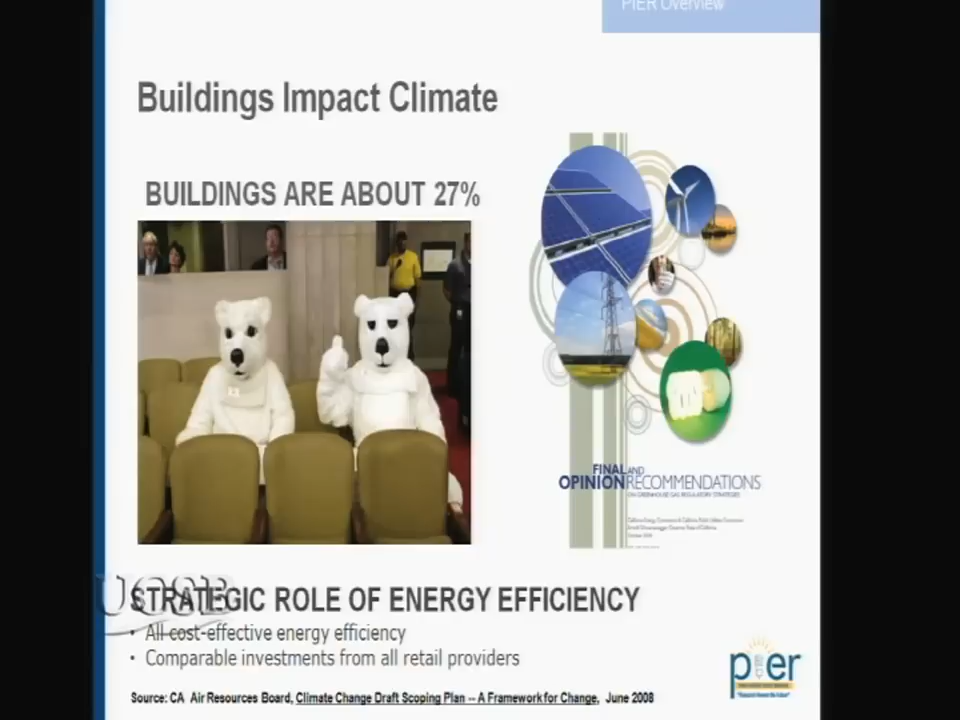 PIER Overview
Buildings Impact Climate
BUILDINGS ARE ABOUT 27%
FINAL AND
OPINION RECOMMENDATIONS
ON GREENHOUSE GAS REGULATORY STRATEGIES
UCSB
STRATEGIC ROLE OF ENERGY EFFICIENCY
• All cost-effective energy efficiency
• Comparable investments from all retail providers
pier
Source: CA Air Resources Board, Climate Change Draft Scoping Plan -- A Framework for Change, June 2008